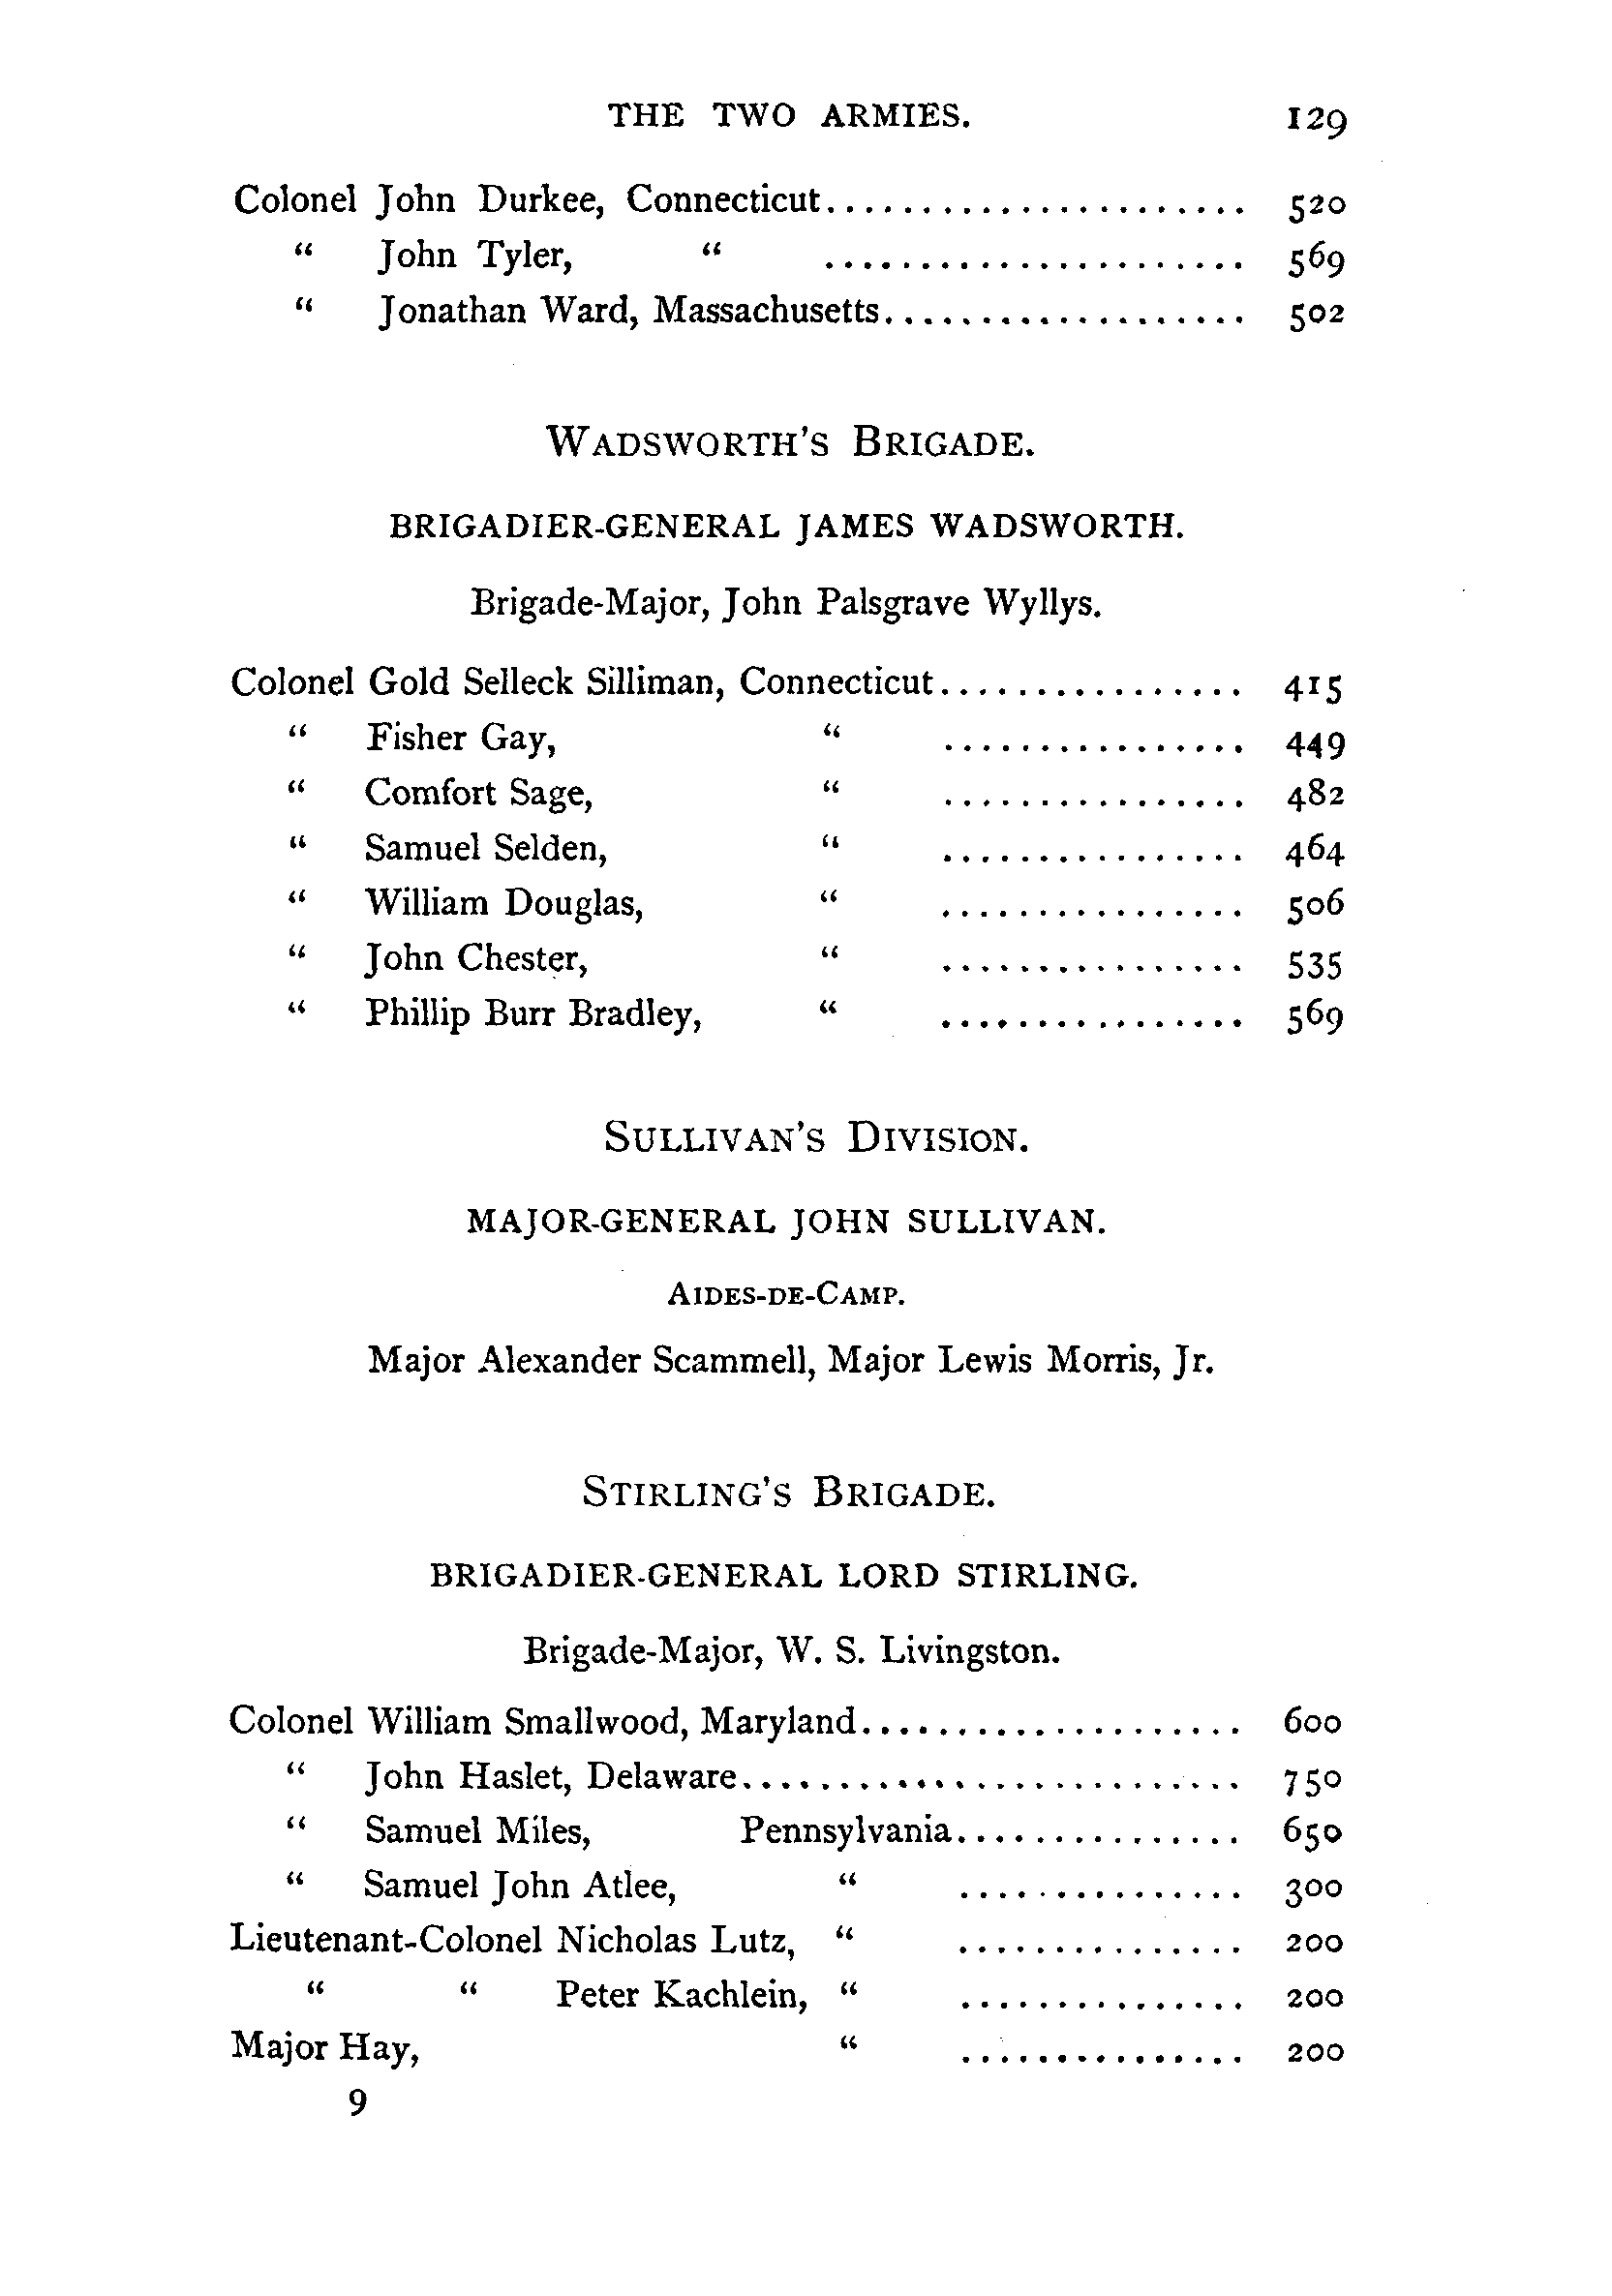 THE TWO ARMIES. 129
Colonel John Durkee, Connecticut...................... 520
“ John Tyler, “ ...................... 569
“ Jonathan Ward, Massachusetts................... 502
WADSWORTH'S BRIGADE.
BRIGADIER-GENERAL JAMES WADSWORTH.
Brigade-Major, John Palsgrave Wyllys.
Colonel Gold Selleck Silliman, Connecticut................ 415
“ Fisher Gay, “ ................ 449
“ Comfort Sage, “ ................ 482
“ Samuel Selden, “ ................ 464
“ William Douglas, “ ................ 506
“ John Chester, “ ................ 535
“ Phillip Burr Bradley, “ ................ 569
SULLIVAN'S DIVISION.
MAJOR-GENERAL JOHN SULLIVAN.
AIDES-DE-CAMP.
Major Alexander Scammell, Major Lewis Morris, Jr.
STIRLING'S BRIGADE.
BRIGADIER-GENERAL LORD STIRLING.
Brigade-Major, W. S. Livingston.
Colonel William Smallwood, Maryland.................... 600
“ John Haslet, Delaware.......................... 750
“ Samuel Miles, Pennsylvania............... 650
“ Samuel John Atlee, “ ............... 300
Lieutenant-Colonel Nicholas Lutz, “ ............... 200
“ “ Peter Kachlein, “ ............... 200
Major Hay, “ ............... 200
9